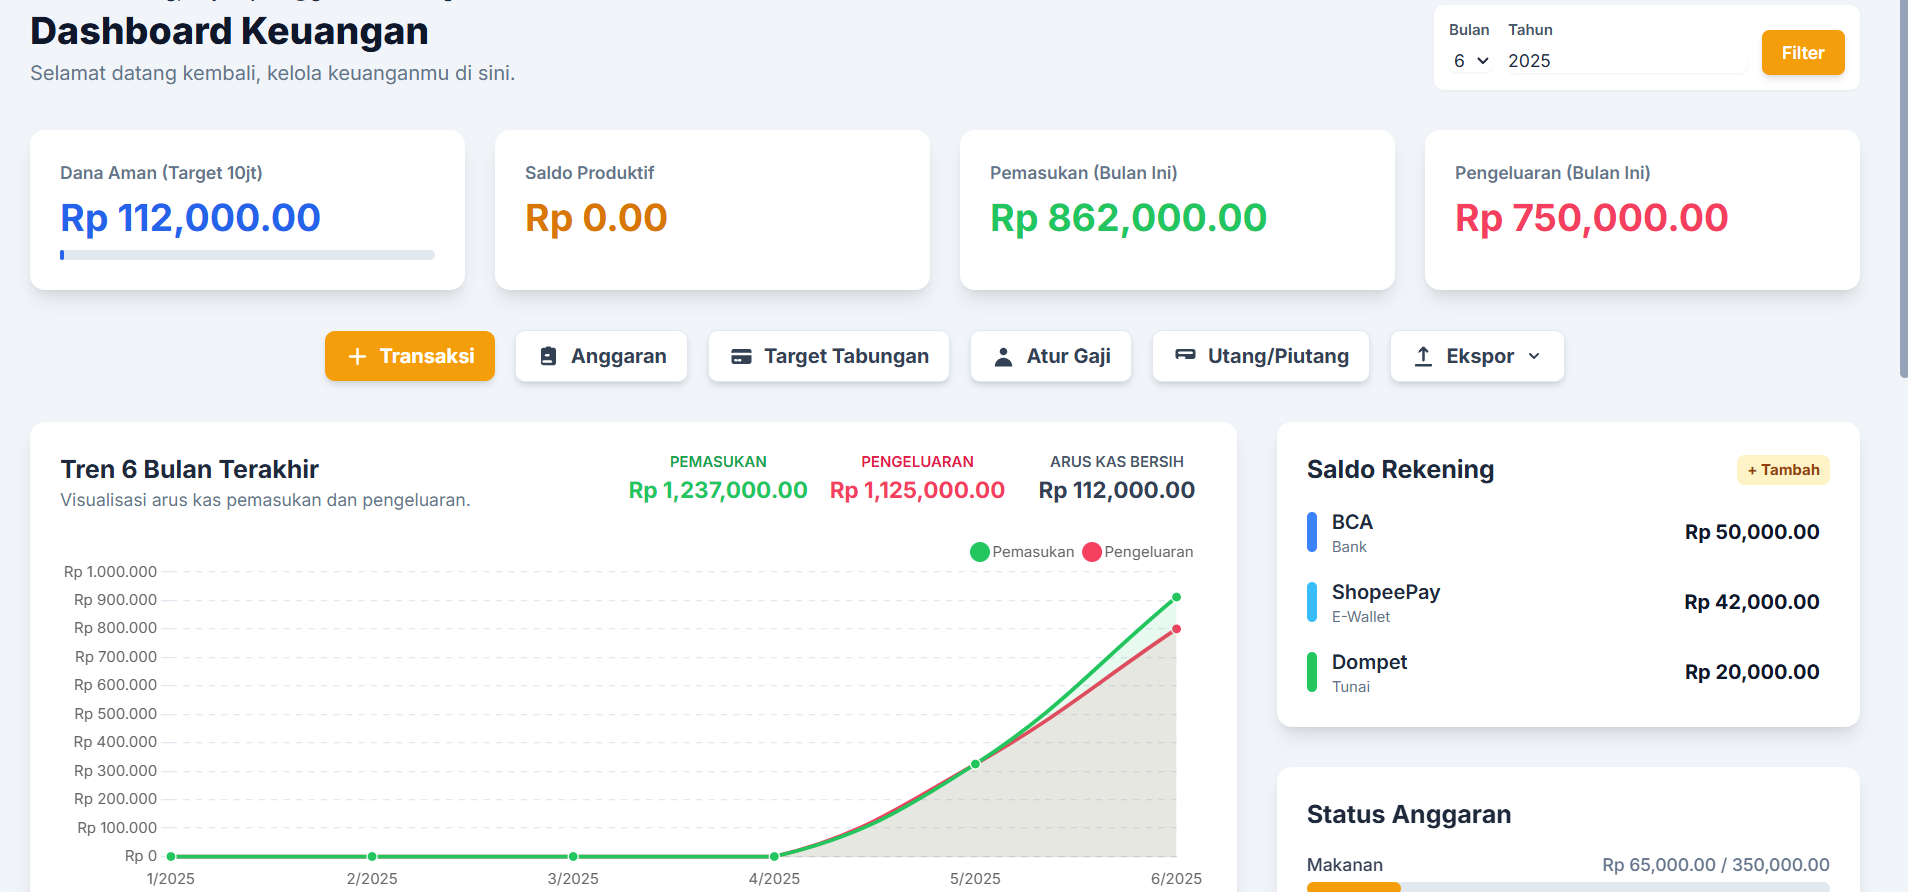 Dashboard Keuangan
Selamat datang kembali, kelola keuanganmu di sini.
Bulan Tahun
6 2025
Filter
Dana Aman (Target 10jt)
Rp 112,000.00
Saldo Produktif
Rp 0.00
Pemasukan (Bulan Ini)
Rp 862,000.00
Pengeluaran (Bulan Ini)
Rp 750,000.00
Transaksi
Anggaran
Target Tabungan
Atur Gaji
Utang/Piutang
Ekspor
Tren 6 Bulan Terakhir
Visualisasi arus kas pemasukan dan pengeluaran.
PEMASUKAN
Rp 1,237,000.00
PENGELUARAN
Rp 1,125,000.00
ARUS KAS BERSIH
Rp 112,000.00
Pemasukan Pengeluaran
Rp 1.000.000
Rp 900.000
Rp 800.000
Rp 700.000
Rp 600.000
Rp 500.000
Rp 400.000
Rp 300.000
Rp 200.000
Rp 100.000
Rp 0
1/2025 2/2025 3/2025 4/2025 5/2025 6/2025
Saldo Rekening
+ Tambah
BCA
Bank
Rp 50,000.00
ShopeePay
E-Wallet
Rp 42,000.00
Dompet
Tunai
Rp 20,000.00
Status Anggaran
Makanan Rp 65,000.00 / 350,000.00